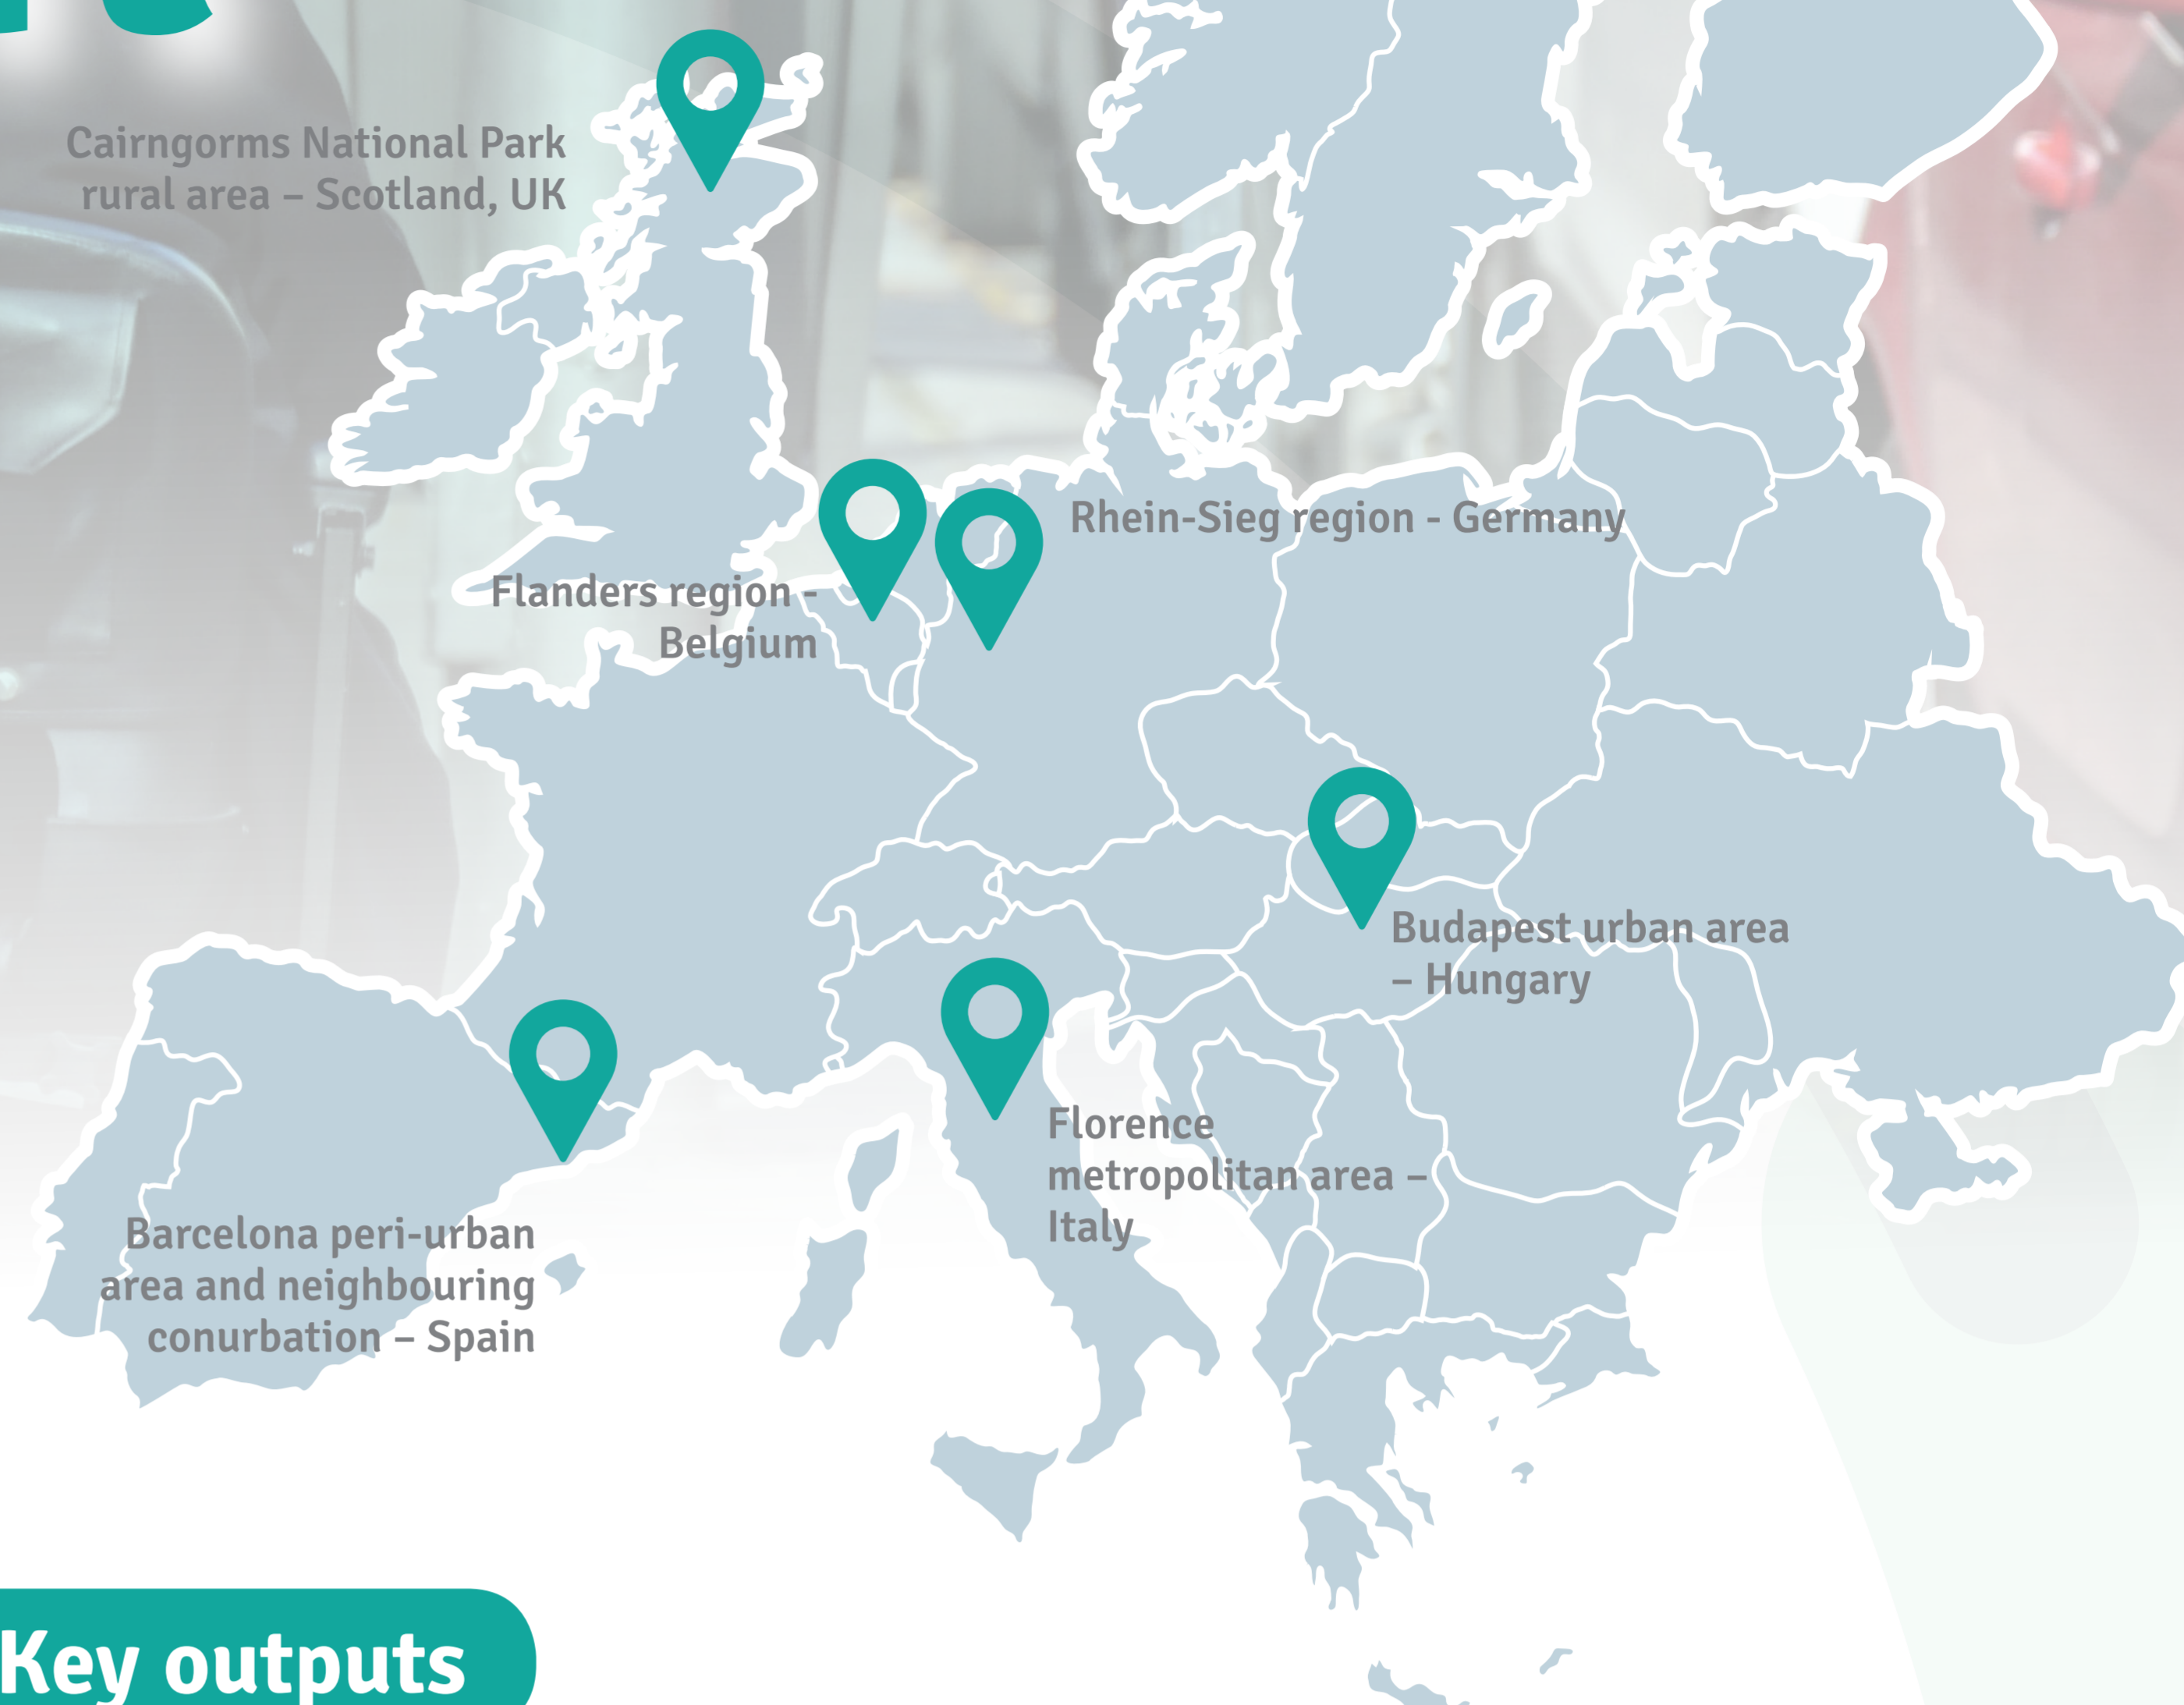 Cairngorms National Park
rural area – Scotland, UK
Rhein-Sieg region - Germany
Flanders region -
Belgium
Budapest urban area
– Hungary
Florence
metropolitan area –
Italy
Barcelona peri-urban
area and neighbouring
conurbation – Spain
Key outputs